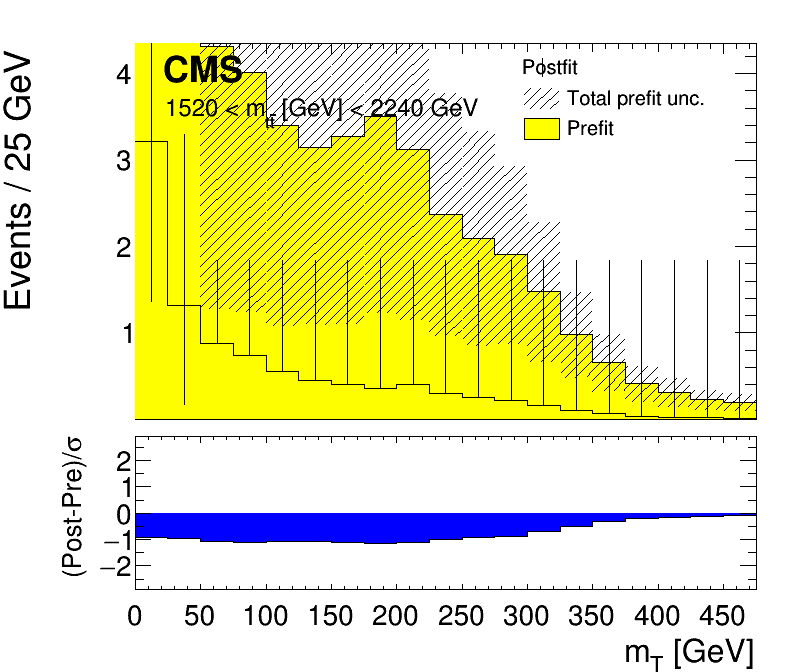 Events / 25 GeV
4
3
2
1
CMS
1520 < m_tt̄ [GeV] < 2240 GeV
Postfit
Total prefit unc.
Prefit
(Post-Pre)/σ
2
1
0
−1
−2
0 50 100 150 200 250 300 350 400 450
m_T [GeV]